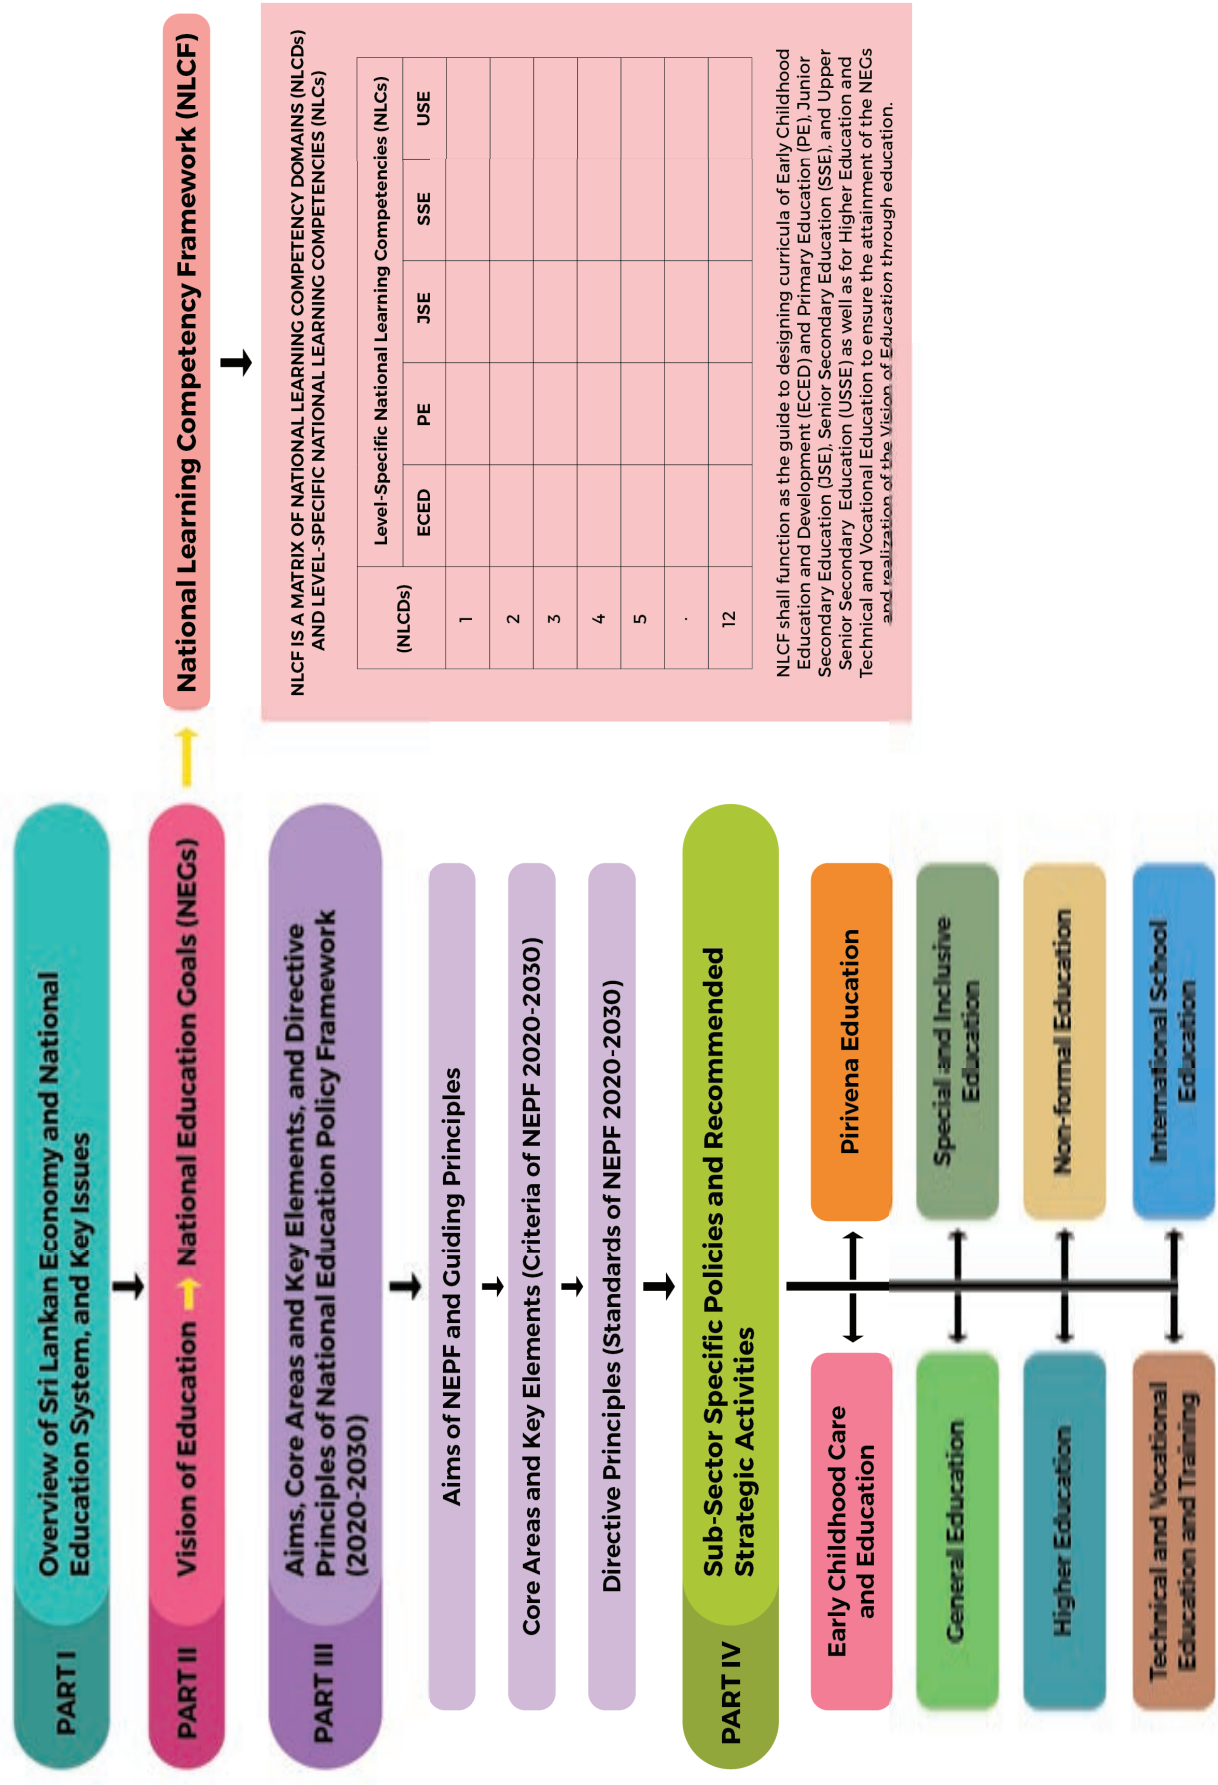 PART I
Overview of Sri Lankan Economy and National
Education System, and Key Issues
PART II
Vision of Education
National Education Goals (NEGs)
National Learning Competency Framework (NLCF)
NLCF IS A MATRIX OF NATIONAL LEARNING COMPETENCY DOMAINS (NLCDs)
AND LEVEL-SPECIFIC NATIONAL LEARNING COMPETENCIES (NLCs)
(NLCDs)
Level-Specific National Learning Competencies (NLCs)
ECED PE JSE SSE USE
1
2
3
4
5
.
12
NLCF shall function as the guide to designing curricula of Early Childhood
Education and Development (ECED) and Primary Education (PE), Junior
Secondary Education (JSE), Senior Secondary Education (SSE), and Upper
Senior Secondary Education (USSE) as well as for Higher Education and
Technical and Vocational Education to ensure the attainment of the NEGs
and realization of the Vision of Education through education.
PART III
Aims, Core Areas and Key Elements, and Directive
Principles of National Education Policy Framework
(2020-2030)
Aims of NEPF and Guiding Principles
Core Areas and Key Elements (Criteria of NEPF 2020-2030)
Directive Principles (Standards of NEPF 2020-2030)
PART IV
Sub-Sector Specific Policies and Recommended
Strategic Activities
Early Childhood Care
and Education
Pirivena Education
General Education
Special and Inclusive
Education
Higher Education
Non-formal Education
Technical and Vocational
Education and Training
International School
Education